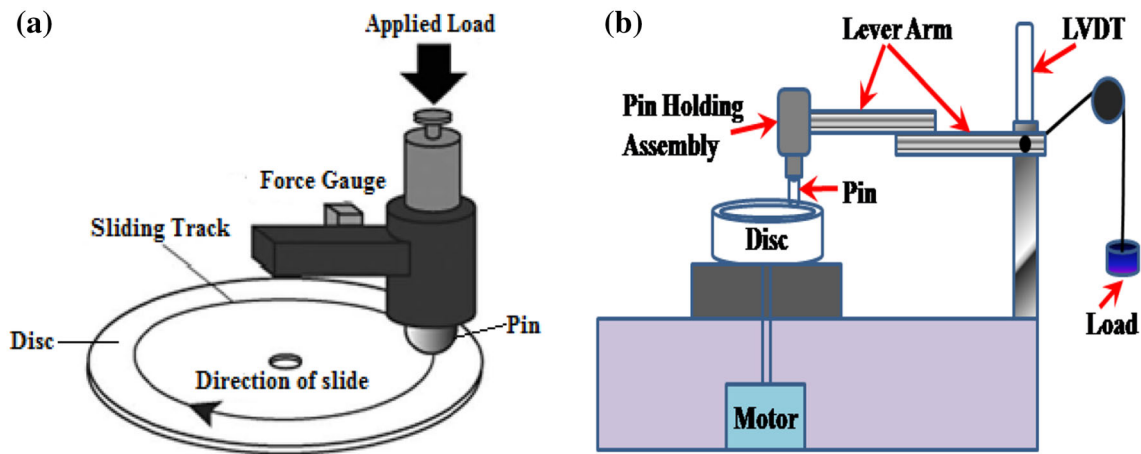 (a)
Applied Load
Force Gauge
Sliding Track
Disc
Pin
Direction of slide
(b)
Lever Arm
LVDT
Pin Holding
Assembly
Pin
Disc
Load
Motor